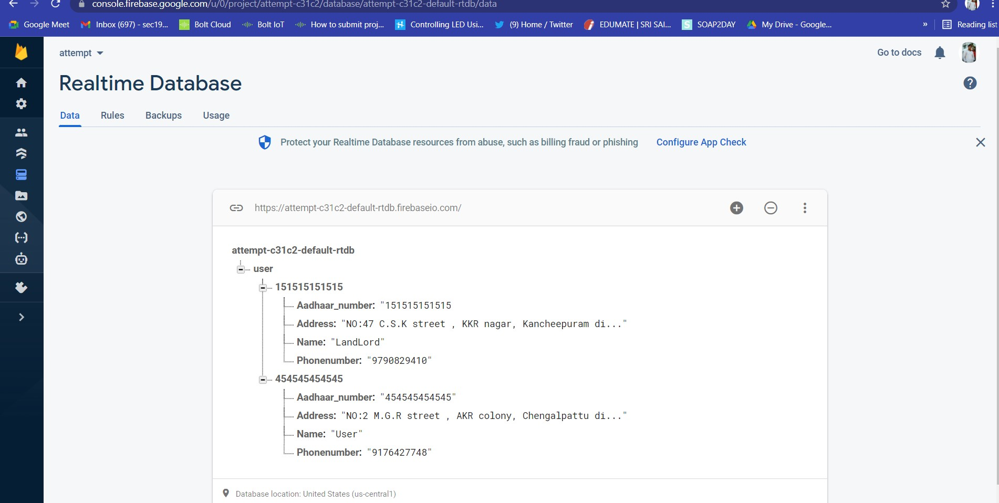 console.firebase.google.com/u/0/project/attempt-c31c2/database/attempt-c31c2-default-rtdb/data
Google Meet Inbox (697) - sec19... Bolt Cloud Bolt IoT How to submit proj... Controlling LED Usi... (9) Home / Twitter EDUMATE | SRI SAI... SOAP2DAY My Drive - Google... » Reading list
attempt Go to docs
Realtime Database
Data Rules Backups Usage
Protect your Realtime Database resources from abuse, such as billing fraud or phishing Configure App Check
https://attempt-c31c2-default-rtdb.firebaseio.com/
attempt-c31c2-default-rtdb
user
151515151515
Aadhaar_number: "151515151515
Address: "NO:47 C.S.K street , KKR nagar, Kancheepuram di..."
Name: "LandLord"
Phonenumber: "9790829410"
454545454545
Aadhaar_number: "454545454545"
Address: "NO:2 M.G.R street , AKR colony, Chengalpattu di..."
Name: "User"
Phonenumber: "9176427748"
Database location: United States (us-central1)